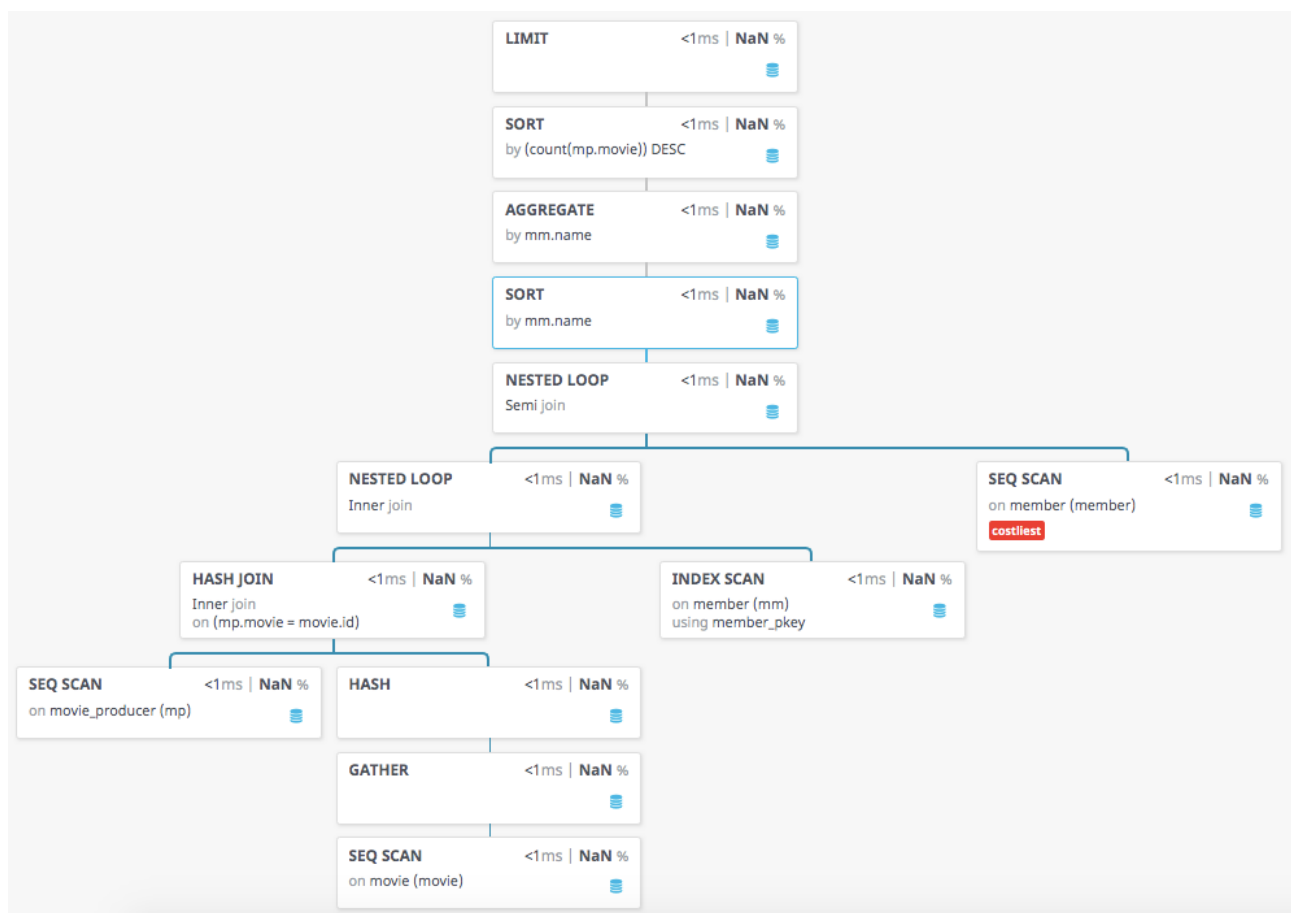 LIMIT <1ms | NaN %
SORT <1ms | NaN %
by (count(mp.movie)) DESC
AGGREGATE <1ms | NaN %
by mm.name
SORT <1ms | NaN %
by mm.name
NESTED LOOP <1ms | NaN %
Semi join
NESTED LOOP <1ms | NaN %
Inner join
SEQ SCAN <1ms | NaN %
on member (member)
costliest
HASH JOIN <1ms | NaN %
Inner join
on (mp.movie = movie.id)
INDEX SCAN <1ms | NaN %
on member (mm)
using member_pkey
SEQ SCAN <1ms | NaN %
on movie_producer (mp)
HASH <1ms | NaN %
GATHER <1ms | NaN %
SEQ SCAN <1ms | NaN %
on movie (movie)